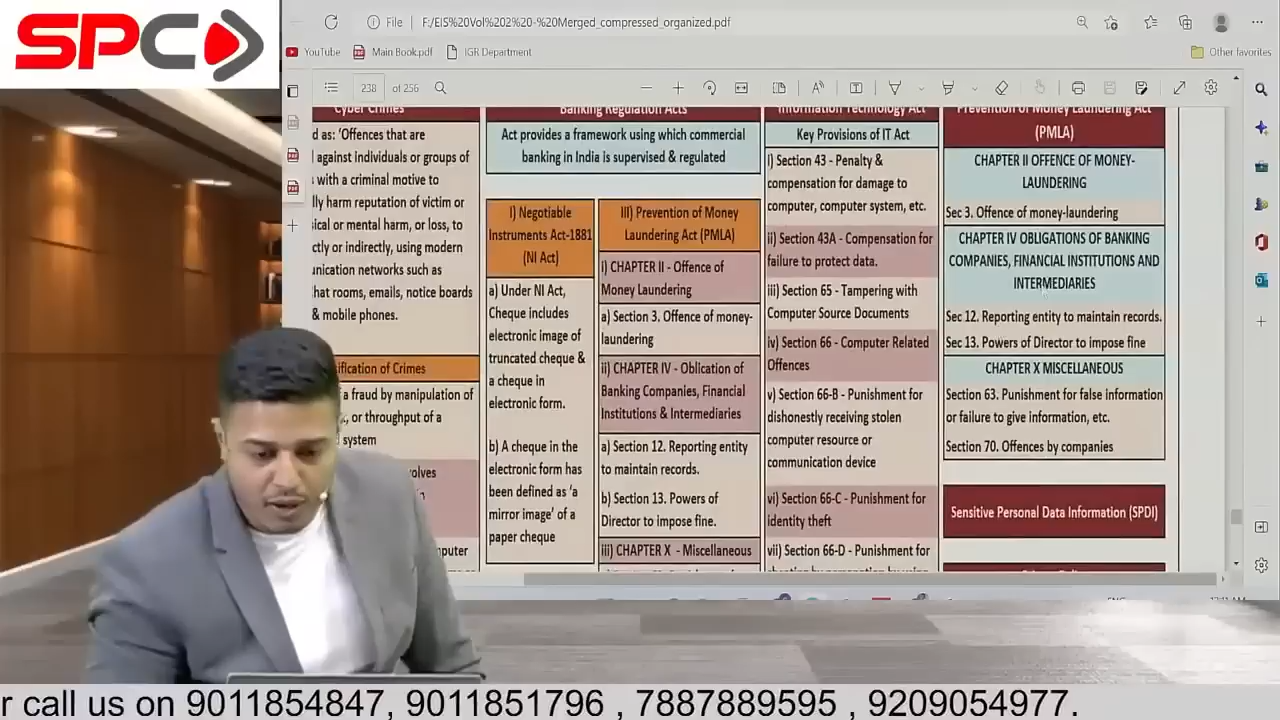 SPC
File F:/EIS%20Vol%202%20-%20Merged_compressed_organized.pdf
YouTube Main Book.pdf IGR Department Other favorites
238 of 256
Cyber Crimes
d as: ‘Offences that are
against individuals or groups of
with a criminal motive to
lly harm reputation of victim or
sical or mental harm, or loss, to
ctly or indirectly, using modern
unication networks such as
hat rooms, emails, notice boards
& mobile phones.
sification of Crimes
a fraud by manipulation of
, or throughput of a
system
volves
puter
Banking Regulation Acts
Act provides a framework using which commercial
banking in India is supervised & regulated
I) Negotiable
Instruments Act-1881
(NI Act)
a) Under NI Act,
Cheque includes
electronic image of
truncated cheque &
a cheque in
electronic form.
b) A cheque in the
electronic form has
been defined as ‘a
mirror image’ of a
paper cheque
III) Prevention of Money
Laundering Act (PMLA)
I) CHAPTER II - Offence of
Money Laundering
a) Section 3. Offence of money-
laundering
ii) CHAPTER IV - Oblication of
Banking Companies, Financial
Institutions & Intermediaries
a) Section 12. Reporting entity
to maintain records.
b) Section 13. Powers of
Director to impose fine.
iii) CHAPTER X - Miscellaneous
Information Technology Act
Key Provisions of IT Act
i) Section 43 - Penalty &
compensation for damage to
computer, computer system, etc.
ii) Section 43A - Compensation for
failure to protect data.
iii) Section 65 - Tampering with
Computer Source Documents
iv) Section 66 - Computer Related
Offences
v) Section 66-B - Punishment for
dishonestly receiving stolen
computer resource or
communication device
vi) Section 66-C - Punishment for
identity theft
vii) Section 66-D - Punishment for
Prevention of Money Laundering Act
(PMLA)
CHAPTER II OFFENCE OF MONEY-
LAUNDERING
Sec 3. Offence of money-laundering
CHAPTER IV OBLIGATIONS OF BANKING
COMPANIES, FINANCIAL INSTITUTIONS AND
INTERMEDIARIES
Sec 12. Reporting entity to maintain records.
Sec 13. Powers of Director to impose fine
CHAPTER X MISCELLANEOUS
Section 63. Punishment for false information
or failure to give information, etc.
Section 70. Offences by companies
Sensitive Personal Data Information (SPDI)
r call us on 9011854847, 9011851796 , 7887889595 , 9209054977.